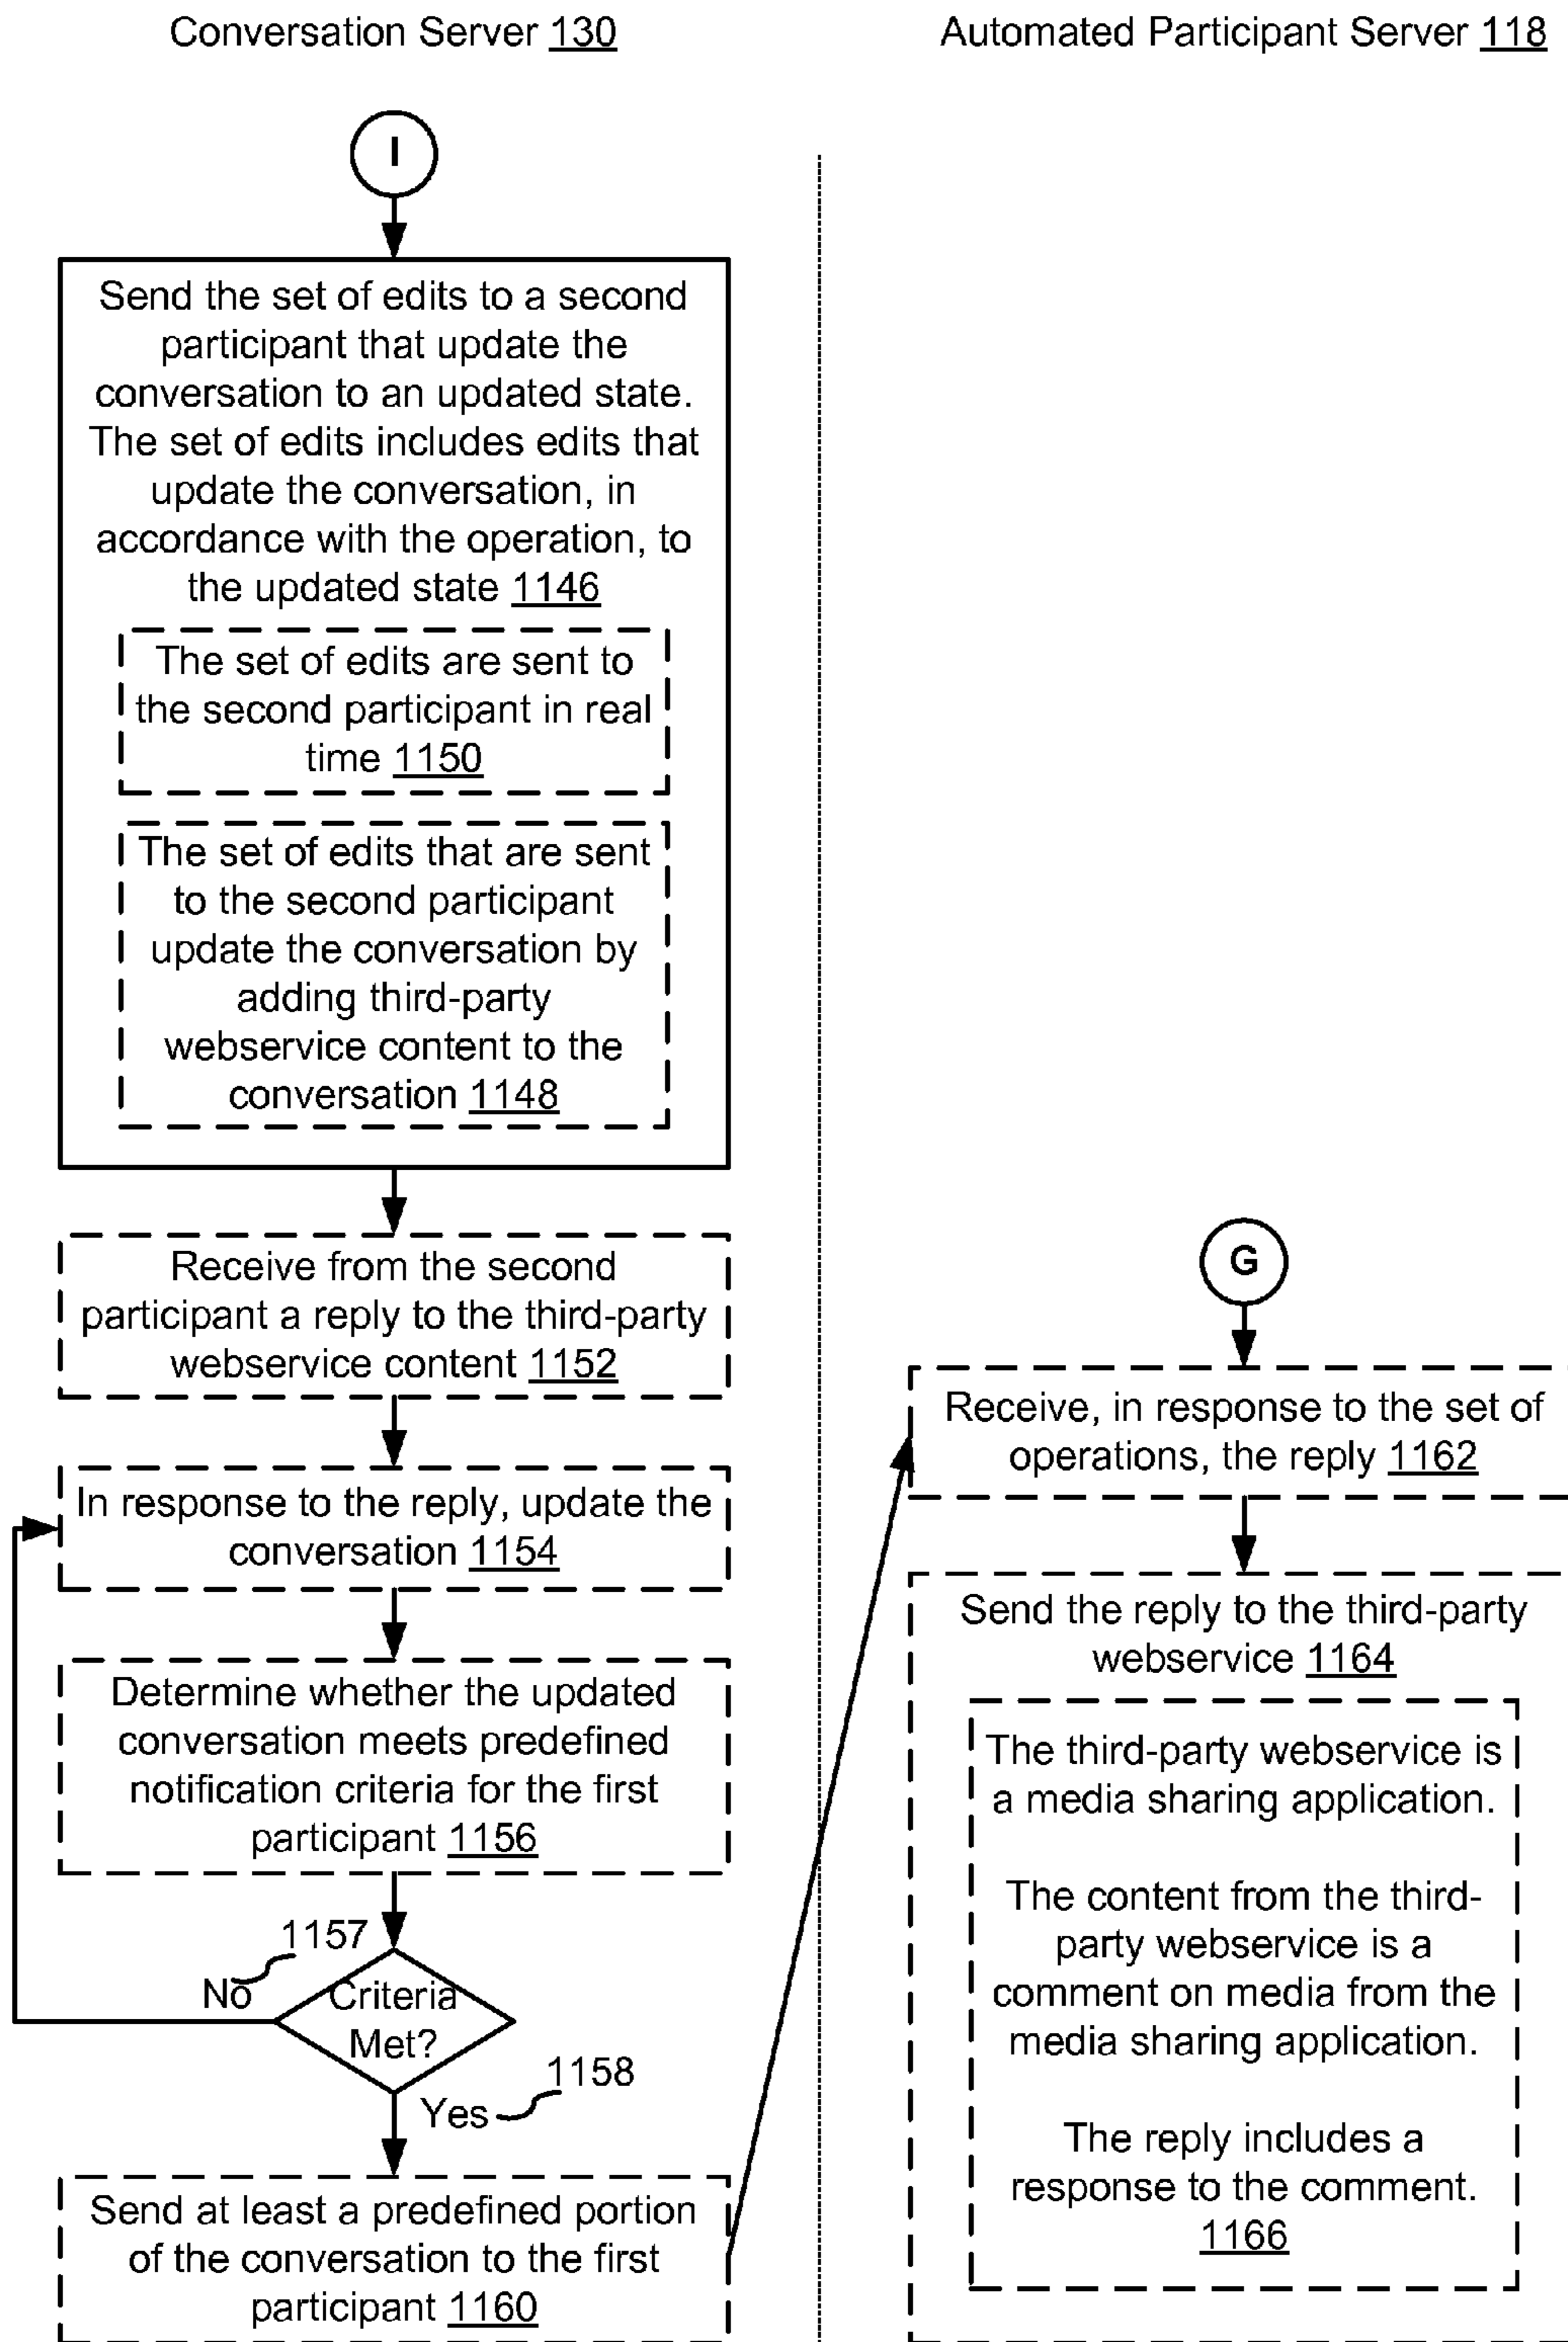 Conversation Server 130
Automated Participant Server 118
I
Send the set of edits to a second
participant that update the
conversation to an updated state.
The set of edits includes edits that
update the conversation, in
accordance with the operation, to
the updated state 1146
The set of edits are sent to
the second participant in real
time 1150
The set of edits that are sent
to the second participant
update the conversation by
adding third-party
webservice content to the
conversation 1148
Receive from the second
participant a reply to the third-party
webservice content 1152
In response to the reply, update the
conversation 1154
Determine whether the updated
conversation meets predefined
notification criteria for the first
participant 1156
1157
No
Criteria
Met?
1158
Yes
Send at least a predefined portion
of the conversation to the first
participant 1160
G
Receive, in response to the set of
operations, the reply 1162
Send the reply to the third-party
webservice 1164
The third-party webservice is
a media sharing application.
The content from the third-
party webservice is a
comment on media from the
media sharing application.
The reply includes a
response to the comment.
1166